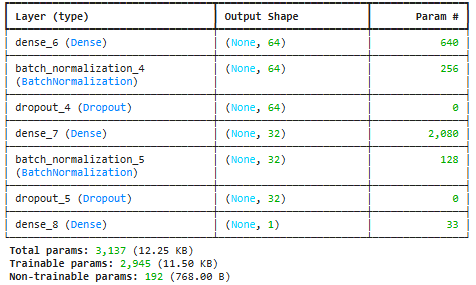 Layer (type) Output Shape Param #
dense_6 (Dense) (None, 64) 640
batch_normalization_4 (None, 64) 256
(BatchNormalization)
dropout_4 (Dropout) (None, 64) 0
dense_7 (Dense) (None, 32) 2,080
batch_normalization_5 (None, 32) 128
(BatchNormalization)
dropout_5 (Dropout) (None, 32) 0
dense_8 (Dense) (None, 1) 33
Total params: 3,137 (12.25 KB)
Trainable params: 2,945 (11.50 KB)
Non-trainable params: 192 (768.00 B)